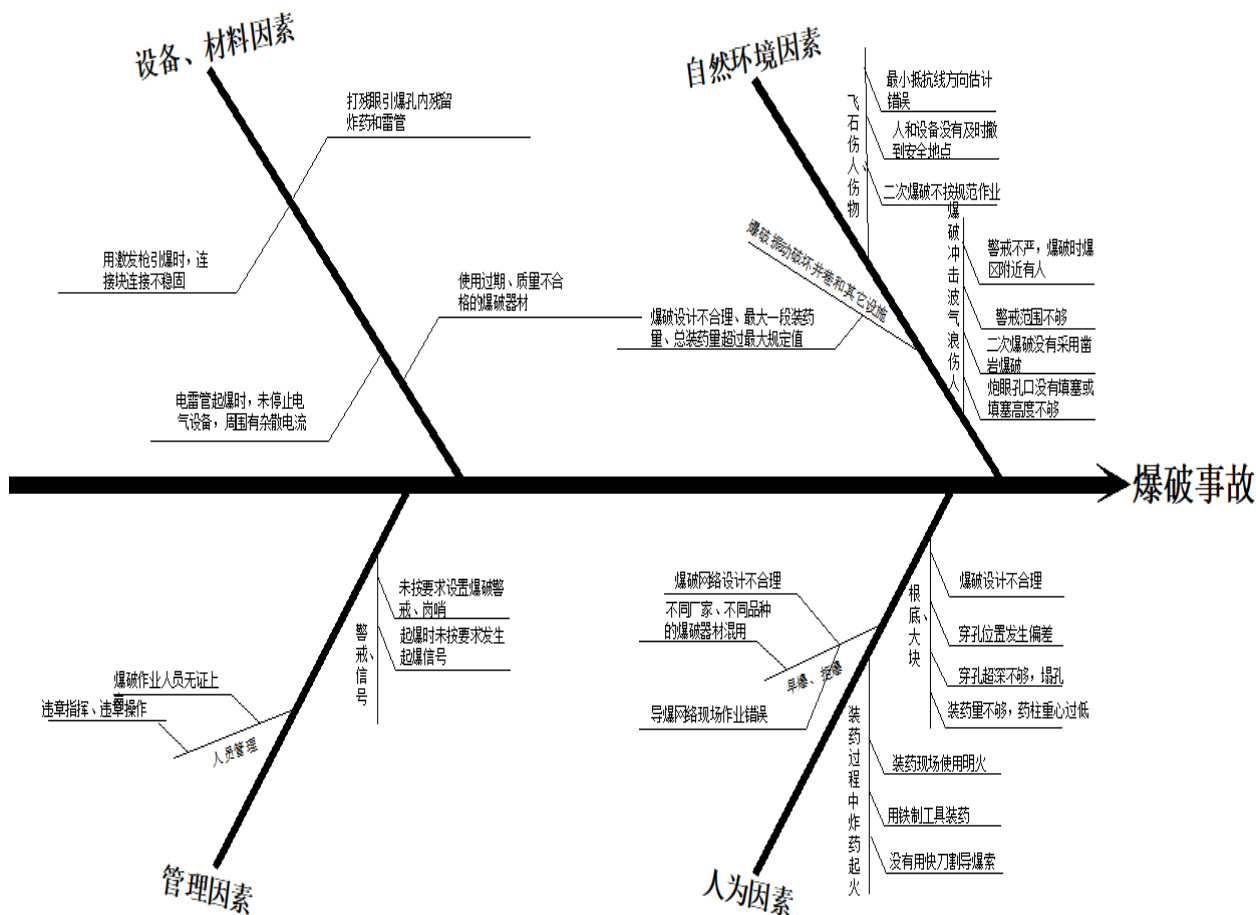 设备、材料因素
打残眼引爆孔内残留
炸药和雷管
用激发枪引爆时，连
接块连接不稳固
使用过期、质量不合
格的爆破器材
电雷管起爆时，未停止电
气设备，周围有杂散电流
自然环境因素
飞石伤人、伤物
最小抵抗线方向估计
错误
人和设备没有及时撤
到安全地点
二次爆破不按规范作业
爆破振动破坏井巷和其它设施
爆破设计不合理、最大一段装药
量、总装药量超过最大规定值
爆破冲击波气浪伤人
警戒不严，爆破时爆
区附近有人
警戒范围不够
二次爆破没有采用凿
岩爆破
炮眼孔口没有填塞或
填塞高度不够
爆破事故
警戒、信号
未按要求设置爆破警
戒、岗哨
起爆时未按要求发生
起爆信号
爆破作业人员无证上
违章指挥、违章操作
人员管理
管理因素
爆破网络设计不合理
不同厂家、不同品种
的爆破器材混用
早爆、拒爆
导爆网络现场作业错误
根底、大块
爆破设计不合理
穿孔位置发生偏差
穿孔超深不够，塌孔
装药量不够，药柱重心过低
装药过程中炸药起火
装药现场使用明火
用铁制工具装药
没有用快刀割导爆索
人为因素